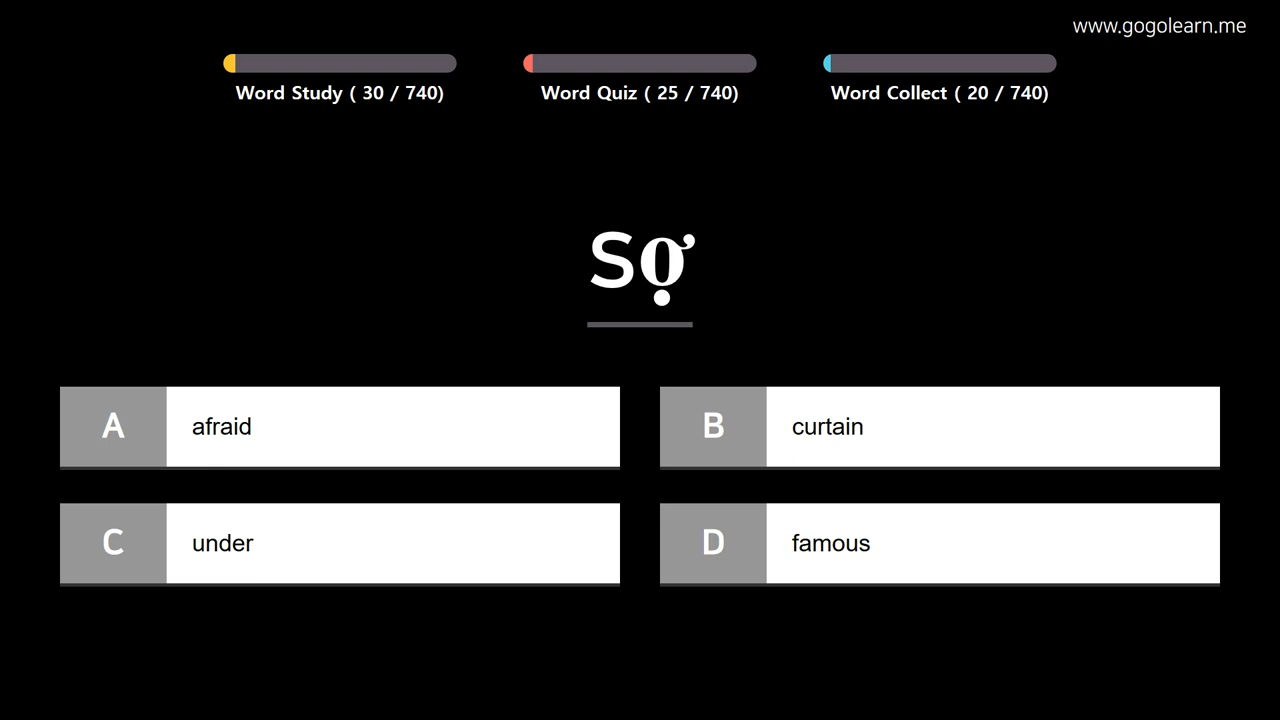 www.gogolearn.me
Word Study ( 30 / 740)
Word Quiz ( 25 / 740)
Word Collect ( 20 / 740)
Sợ
A afraid
B curtain
C under
D famous